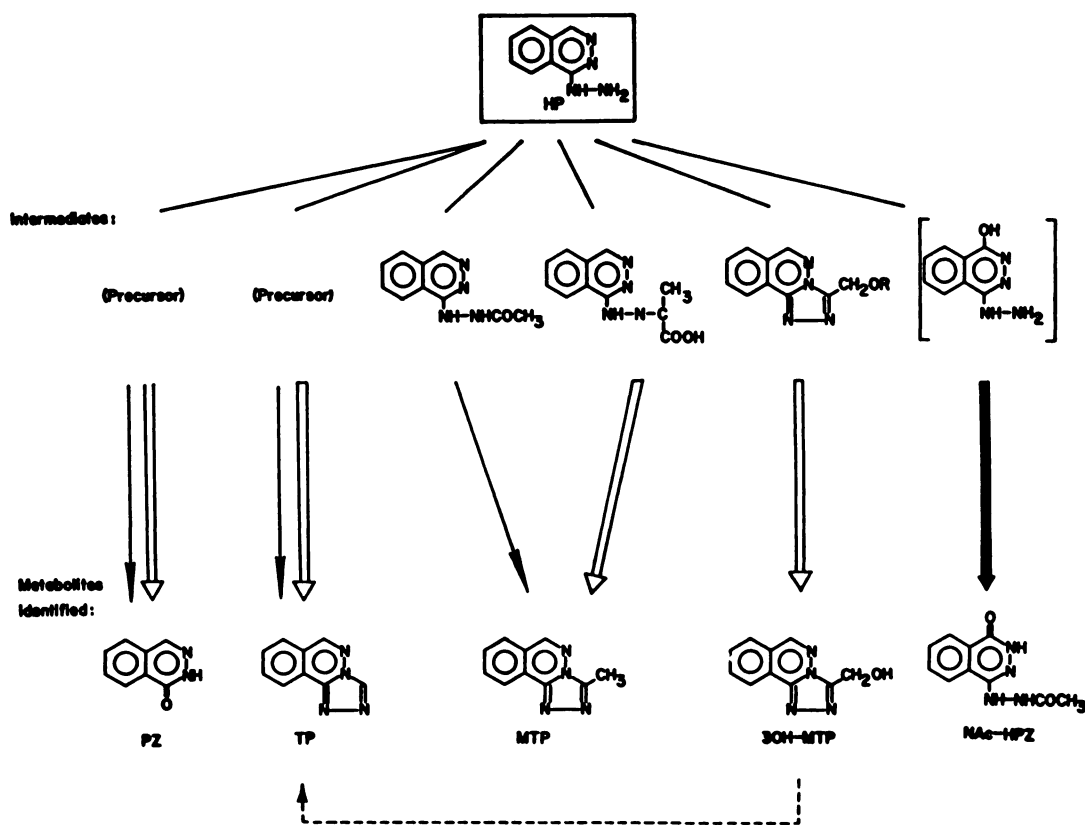 N
N
NH-NH2
HP
Intermediates:
(Precursor)
(Precursor)
N
N
NH-NHCOCH3
N
N
CH3
NH-N=C
COOH
N
N
CH2OR
N
N
OH
N
N
NH-NH2
Metabolites
Identified:
N
NH
O
PZ
N
N
N
N
TP
N
N
CH3
N
N
MTP
N
N
CH2OH
N
N
3OH-MTP
O
NH
N
NH-NHCOCH3
NAc-HPZ